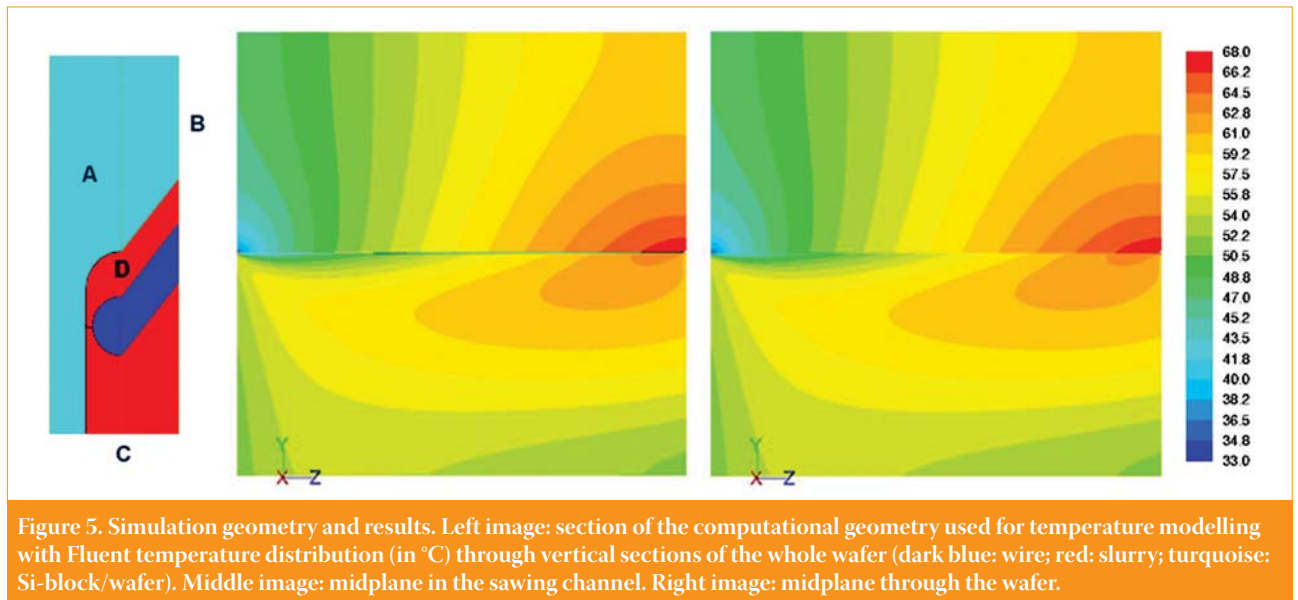 B
A
D
C
Y
X Z
Y
X Z
68.0
66.2
64.5
62.8
61.0
59.2
57.5
55.8
54.0
52.2
50.5
48.8
47.0
45.2
43.5
41.8
40.0
38.2
36.5
34.8
33.0
Figure 5. Simulation geometry and results. Left image: section of the computational geometry used for temperature modelling
with Fluent temperature distribution (in °C) through vertical sections of the whole wafer (dark blue: wire; red: slurry; turquoise:
Si-block/wafer). Middle image: midplane in the sawing channel. Right image: midplane through the wafer.